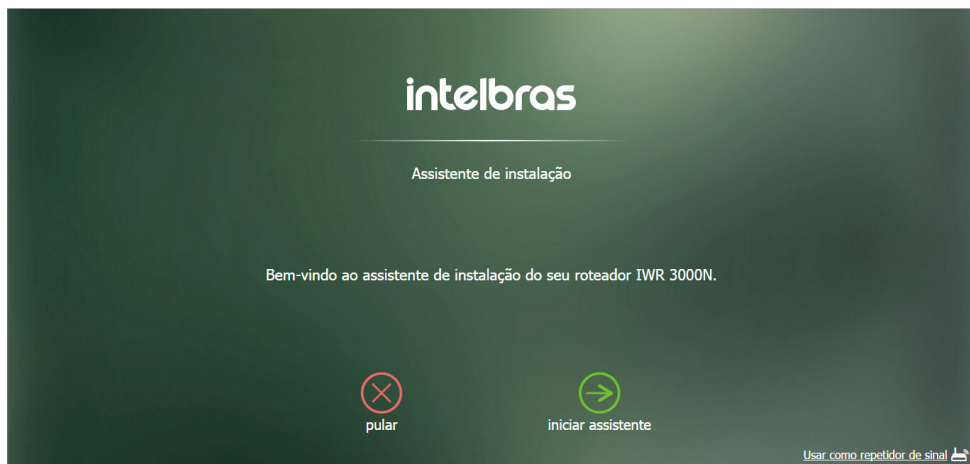 intelbras
Assistente de instalação
Bem-vindo ao assistente de instalação do seu roteador IWR 3000N.
pular
iniciar assistente
Usar como repetidor de sinal